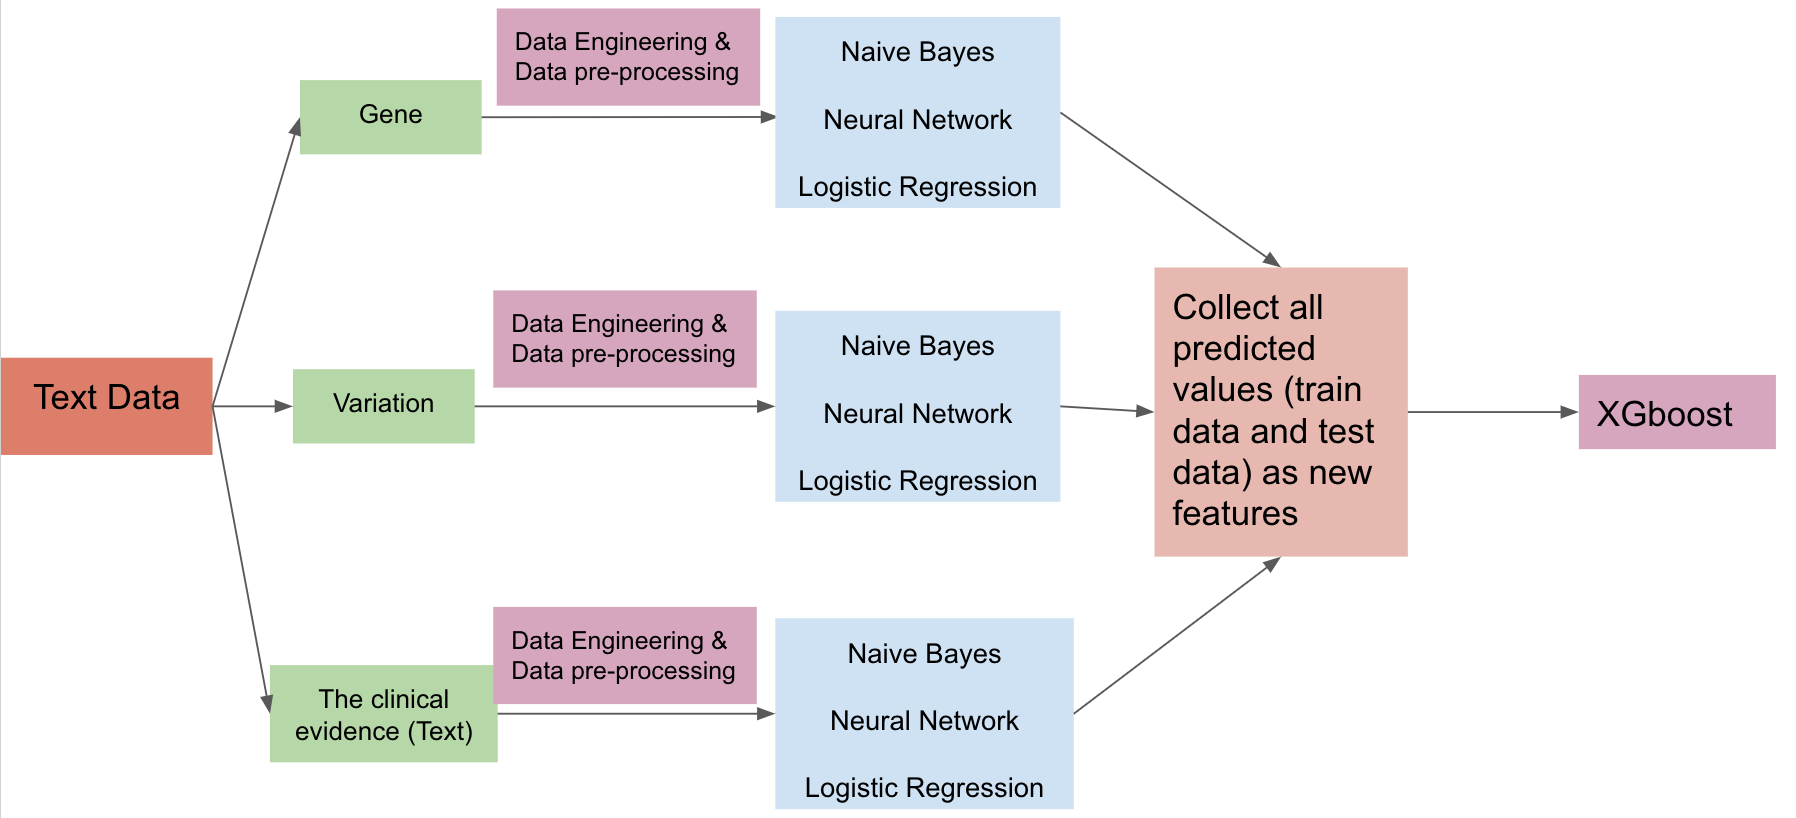 Text Data
Gene
Data Engineering &
Data pre-processing
Naive Bayes
Neural Network
Logistic Regression
Variation
Data Engineering &
Data pre-processing
Naive Bayes
Neural Network
Logistic Regression
The clinical
evidence (Text)
Data Engineering &
Data pre-processing
Naive Bayes
Neural Network
Logistic Regression
Collect all
predicted
values (train
data and test
data) as new
features
XGboost